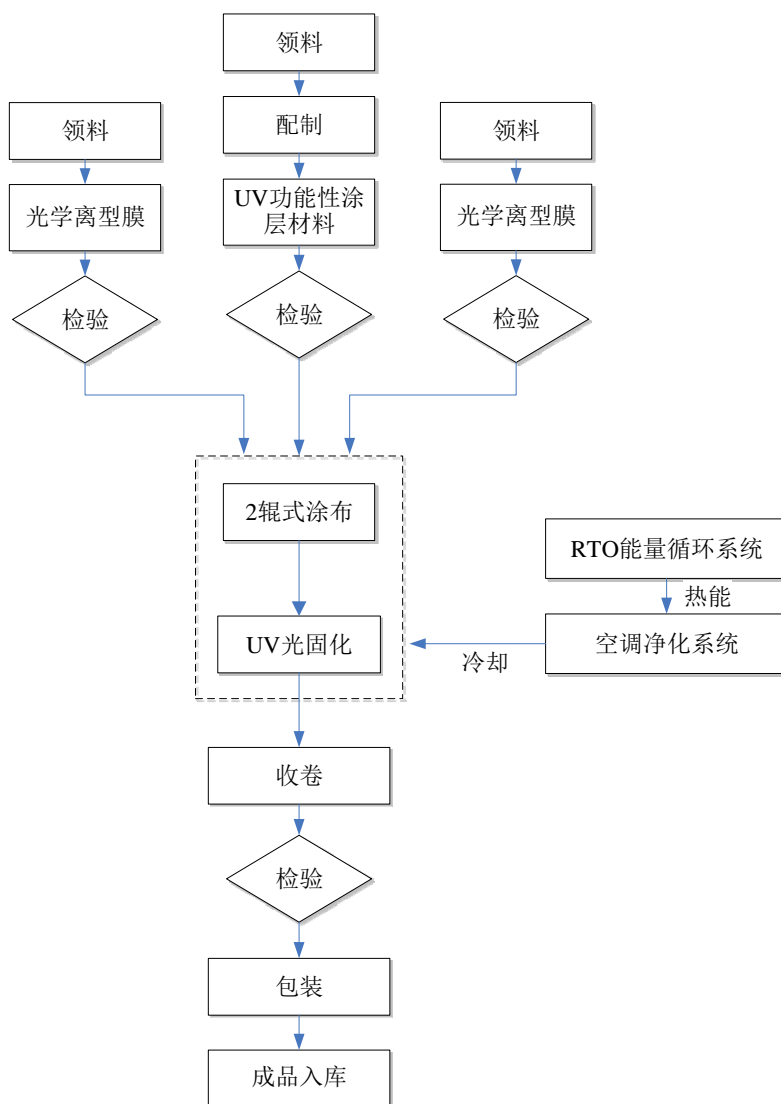 领料
领料
领料
配制
光学离型膜
UV功能性涂
层材料
光学离型膜
检验
检验
检验
2辊式涂布
RTO能量循环系统
热能
UV光固化
空调净化系统
冷却
收卷
检验
包装
成品入库